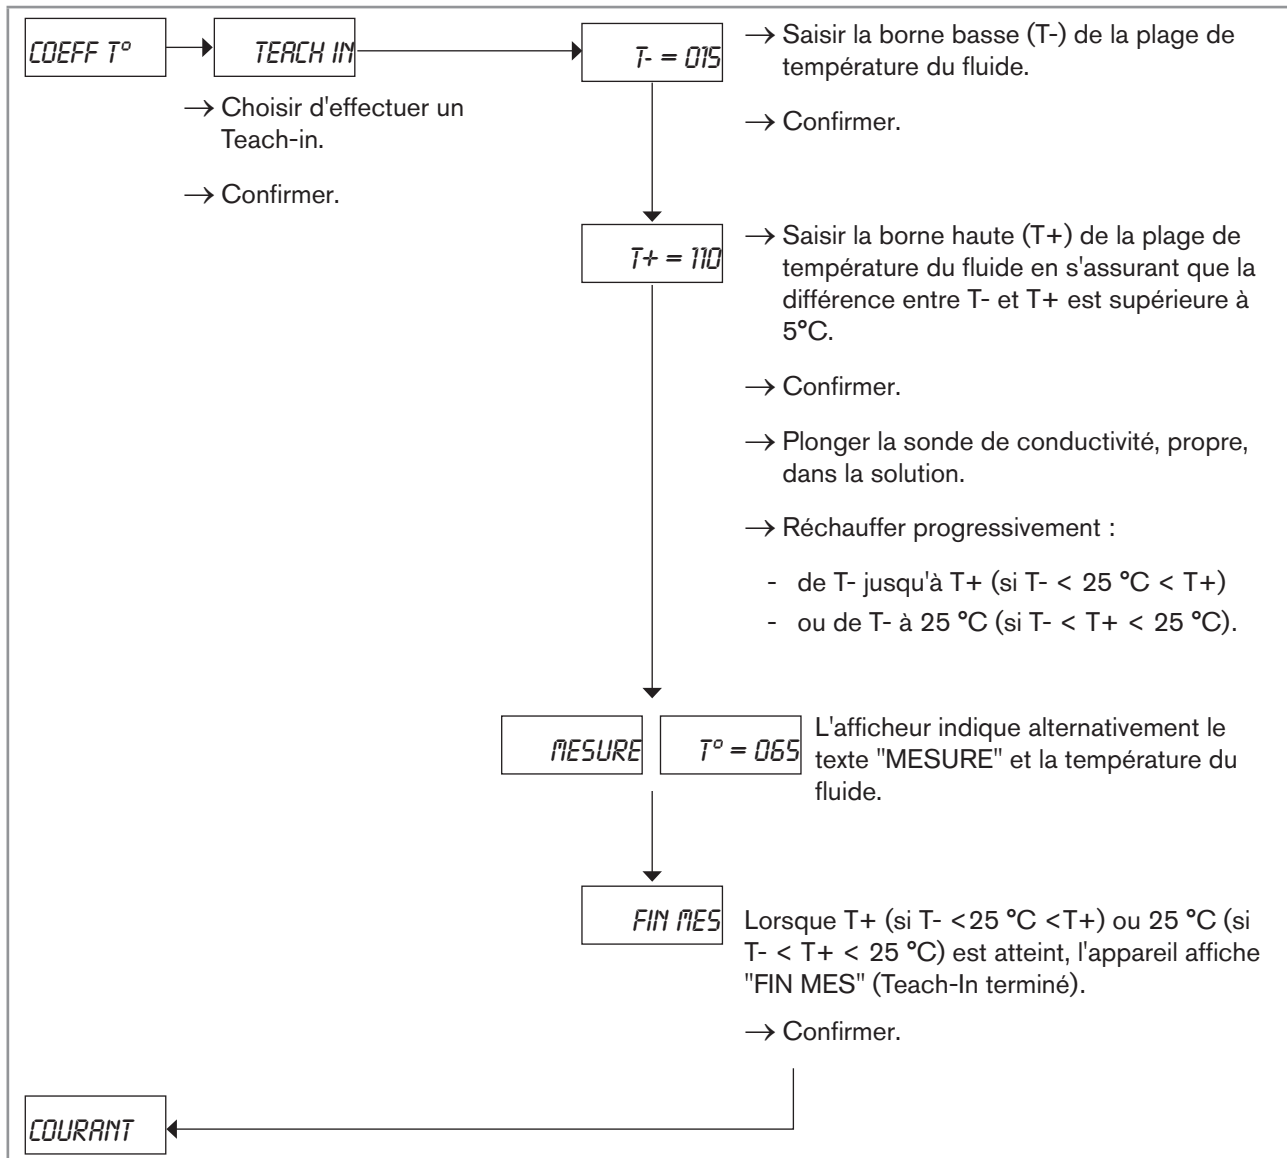 COEFF T°
TEACH IN
T- = 015
→ Saisir la borne basse (T-) de la plage de
température du fluide.
→ Confirmer.
→ Choisir d'effectuer un
Teach-in.
→ Confirmer.
T+ = 110
→ Saisir la borne haute (T+) de la plage de
température du fluide en s'assurant que la
différence entre T- et T+ est supérieure à
5°C.
→ Confirmer.
→ Plonger la sonde de conductivité, propre,
dans la solution.
→ Réchauffer progressivement :
- de T- jusqu'à T+ (si T- < 25 °C < T+)
- ou de T- à 25 °C (si T- < T+ < 25 °C).
MESURE
T° = 065
L'afficheur indique alternativement le
texte "MESURE" et la température du
fluide.
FIN MES
Lorsque T+ (si T- <25 °C <T+) ou 25 °C (si
T- < T+ < 25 °C) est atteint, l'appareil affiche
"FIN MES" (Teach-In terminé).
→ Confirmer.
COURANT